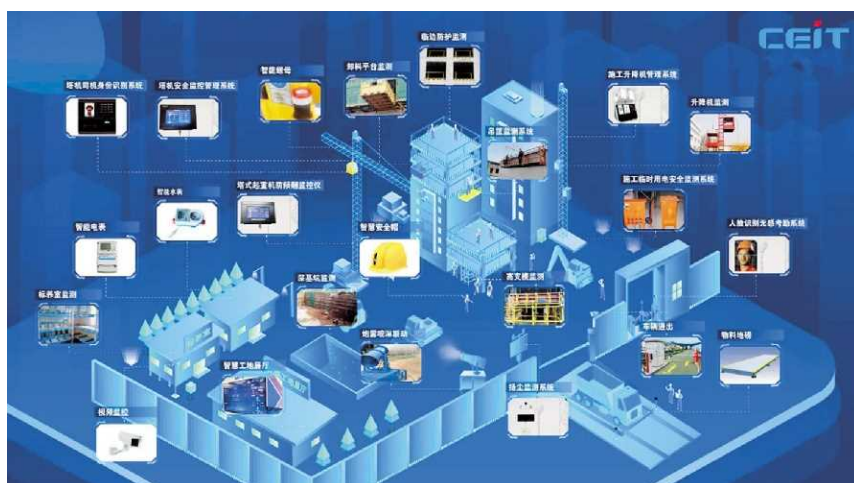 CEIT
临边防护监测
智能螺母
卸料平台监测
施工升降机管理系统
塔机司机身份识别系统
塔机安全监控管理系统
升降机监测
吊篮监测系统
施工临时用电安全监测系统
智能水表
塔式起重机防倾翻监控仪
智慧安全帽
人脸识别无感考勤系统
智能电表
深基坑监测
高支模监测
标养室监测
炮雾喷淋联动
车辆进出
物料地磅
智慧工地展厅
扬尘监测系统
视频监控